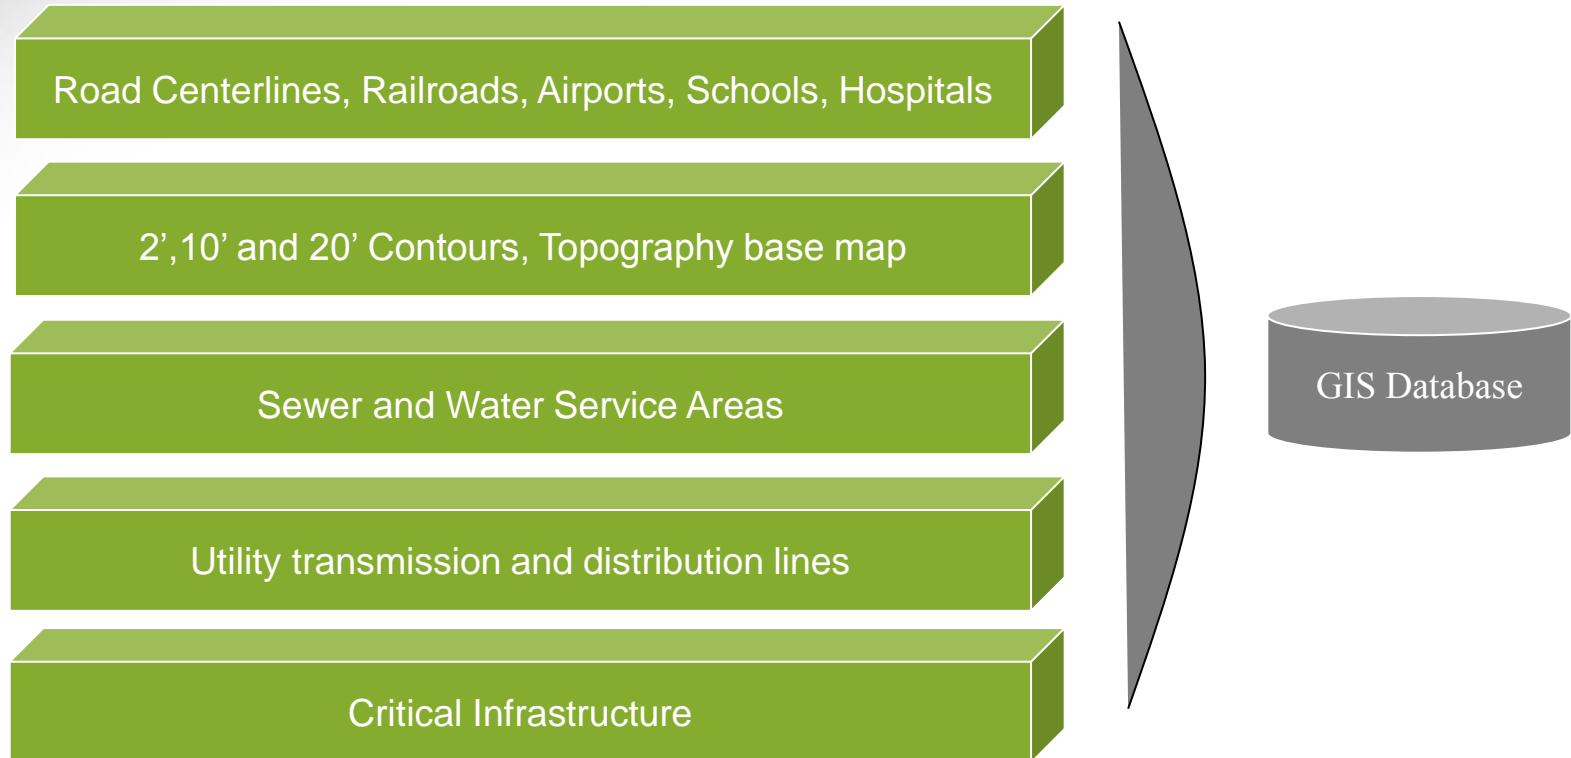 Road Centerlines, Railroads, Airports, Schools, Hospitals
2’,10’ and 20’ Contours, Topography base map
Sewer and Water Service Areas
Utility transmission and distribution lines
Critical Infrastructure
GIS Database